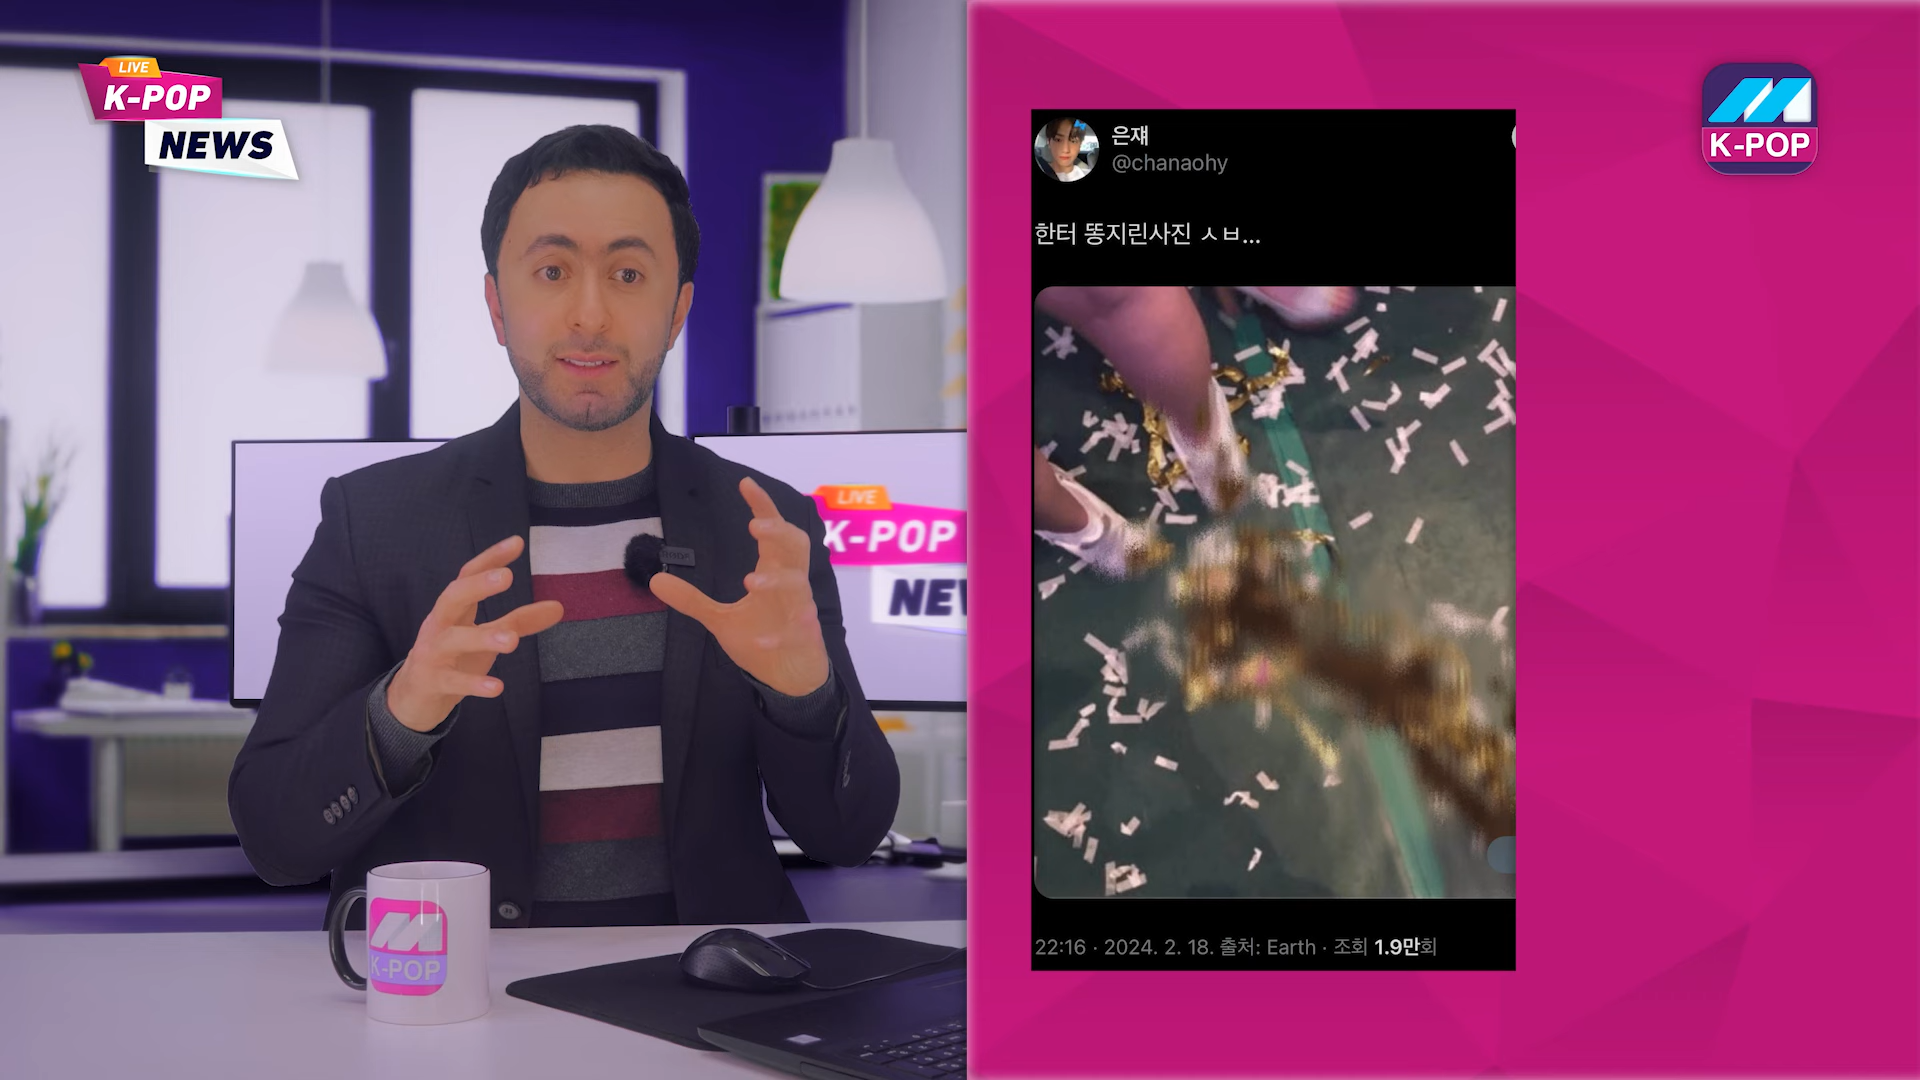 LIVE
K-POP
NEWS
LIVE
K-POP
NEW
K-POP
K-POP
은쟤
@chanaohy
한터 똥지린사진 ㅅㅂ...
22:16 · 2024. 2. 18. 출처: Earth · 조회 1.9만회